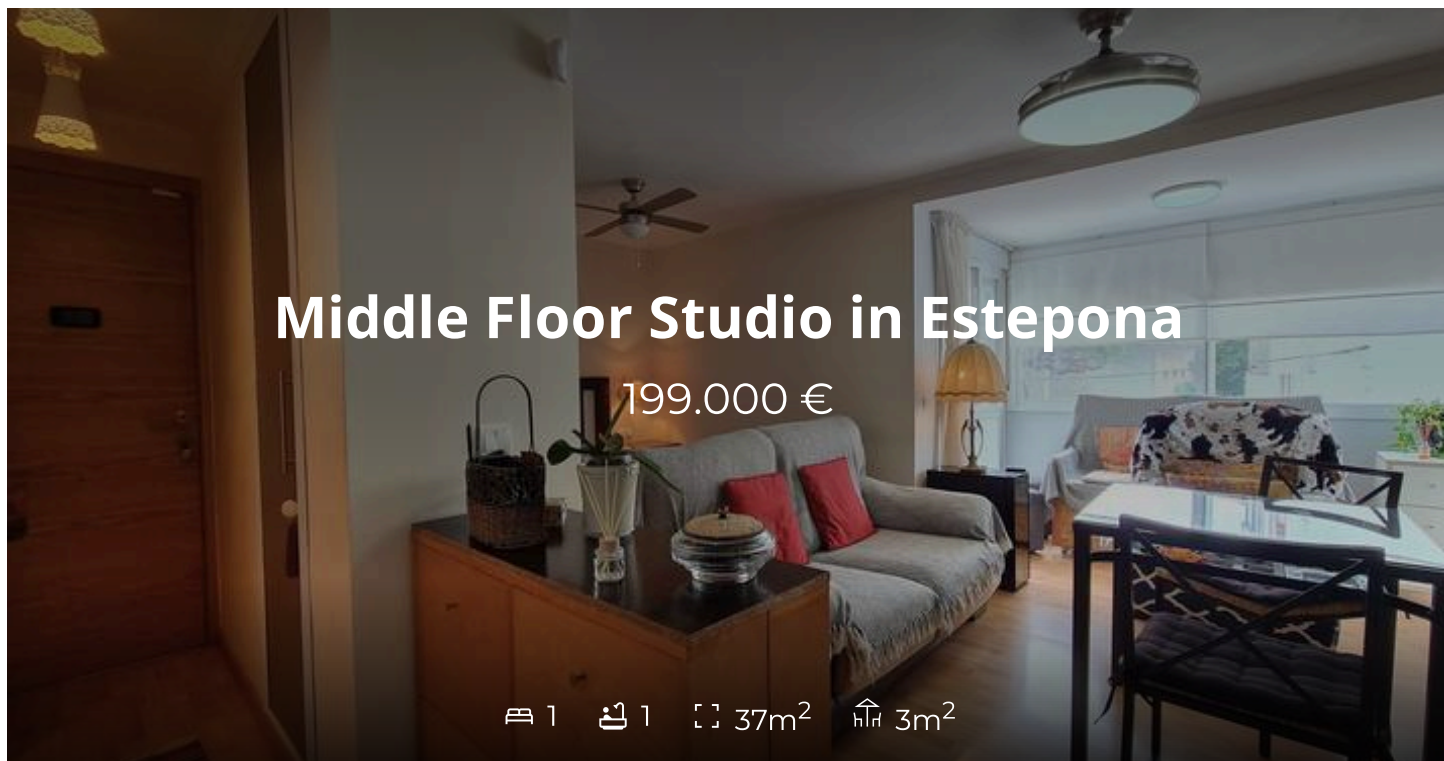 Middle Floor Studio in Estepona
199.000 €
1 1 37m² 3m²